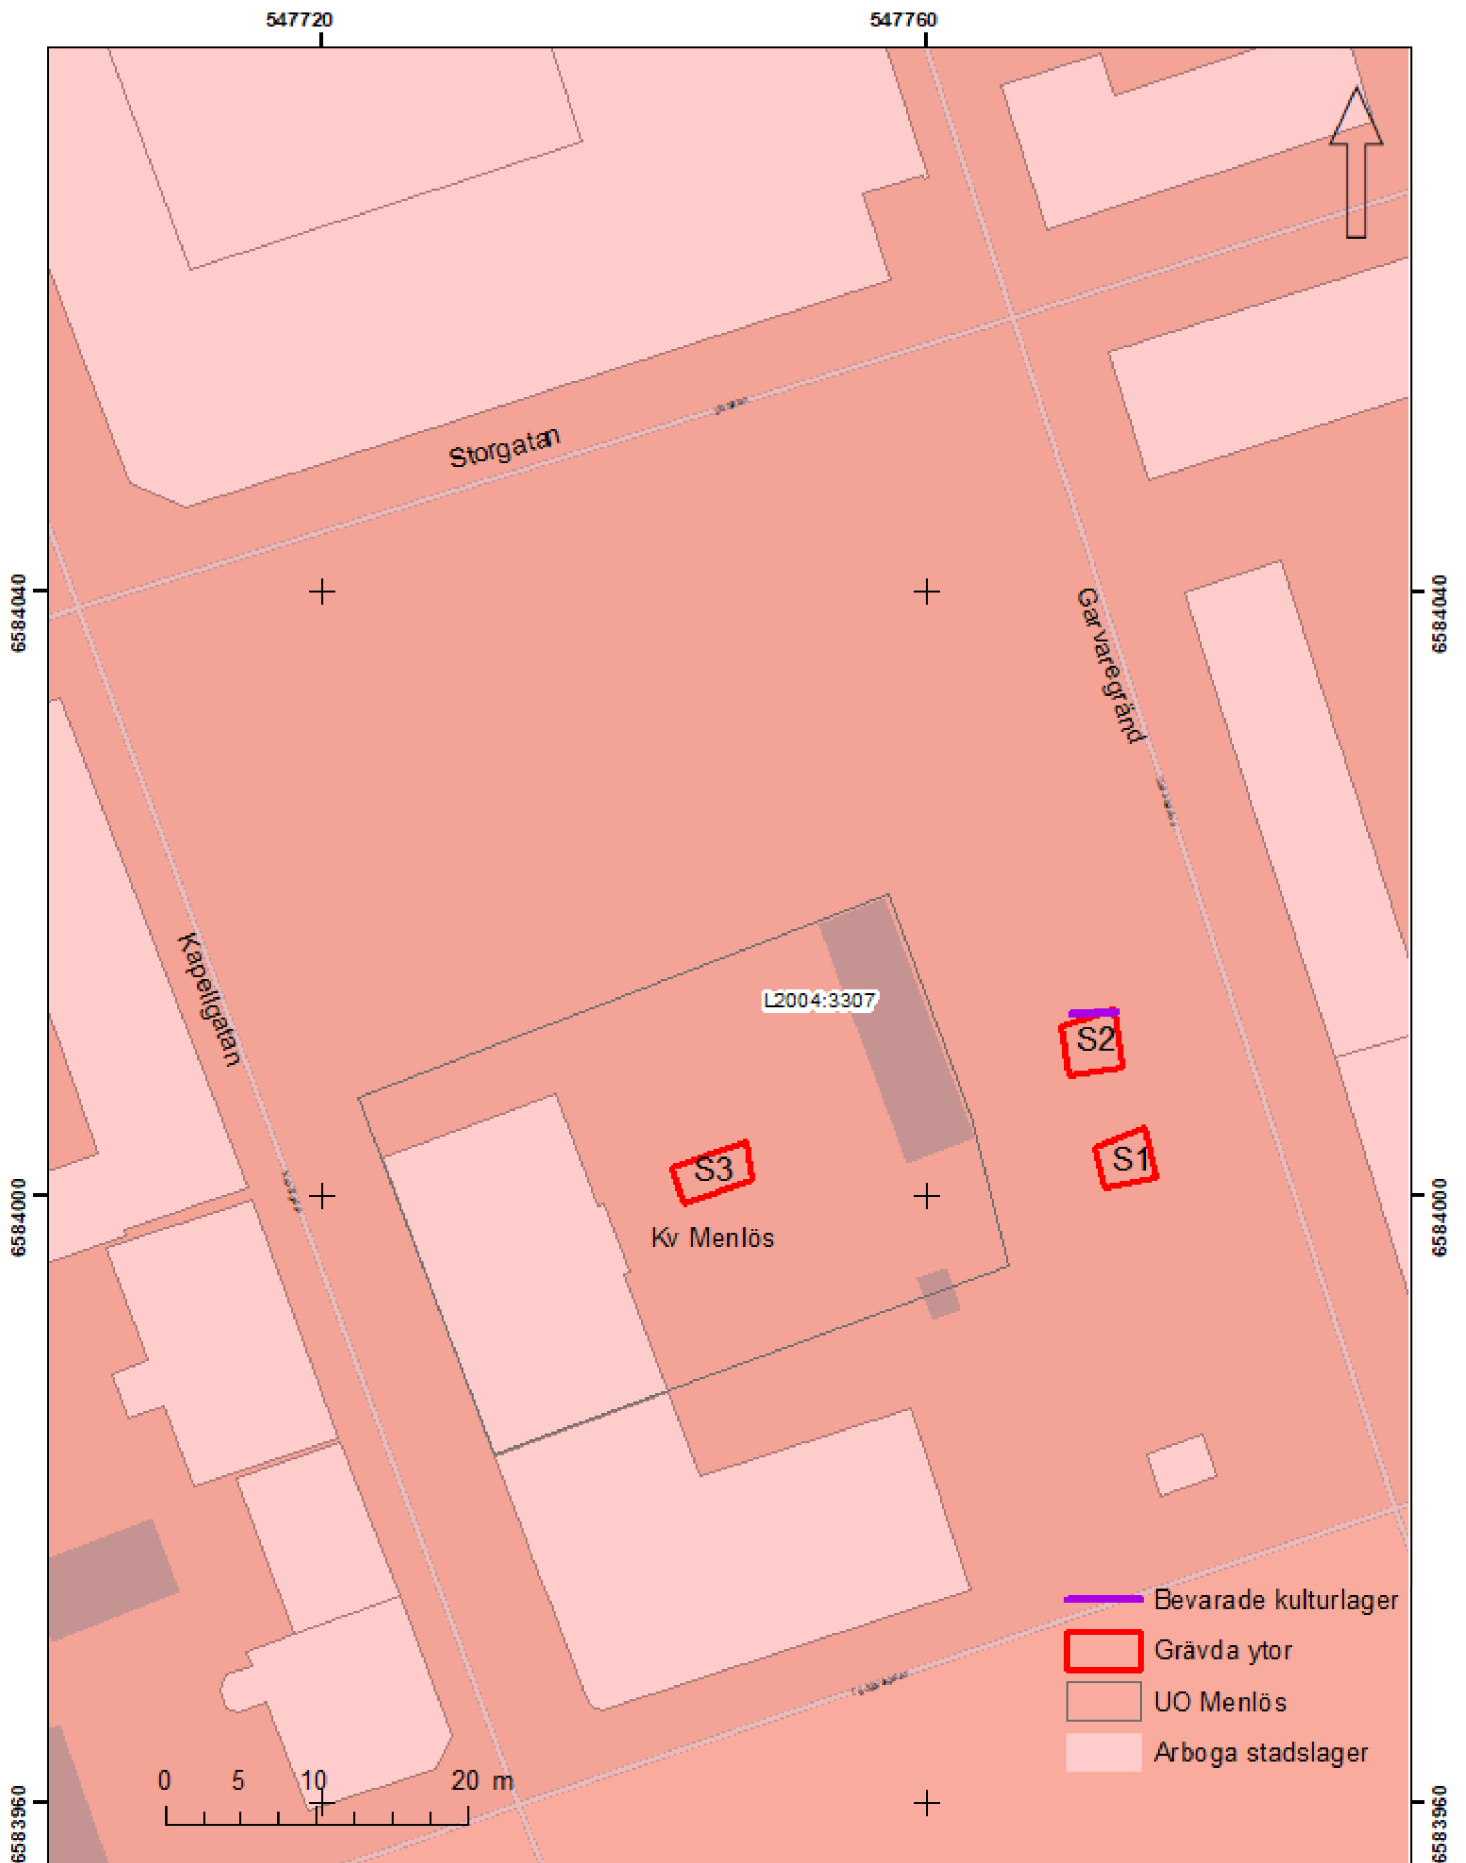 547720
547760
Storgatan
6584040
6584040
Garvaregränd
Kapellgatan
L2004:3307
S2
S1
S3
6584000
6584000
Kv Menlös
Bevarade kulturlager
Grävda ytor
UO Menlös
Arboga stadslager
0 5 10 20 m
6583960
6583960